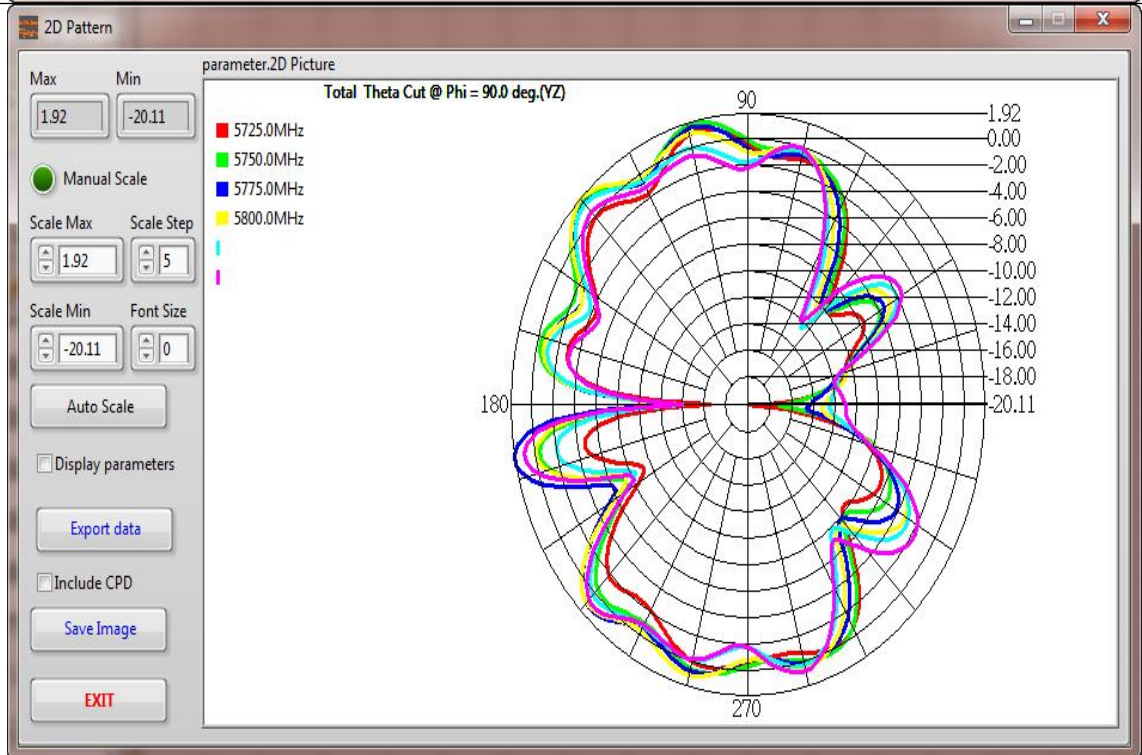 2D Pattern
X
Max Min
1.92 -20.11
Manual Scale
Scale Max Scale Step
1.92 5
Scale Min Font Size
-20.11 0
Auto Scale
Display parameters
Export data
Include CPD
Save Image
EXIT
parameter.2D Picture
Total Theta Cut @ Phi = 90.0 deg.(YZ)
5725.0MHz
5750.0MHz
5775.0MHz
5800.0MHz
90
180
270
1.92
0.00
-2.00
-4.00
-6.00
-8.00
-10.00
-12.00
-14.00
-16.00
-18.00
-20.11